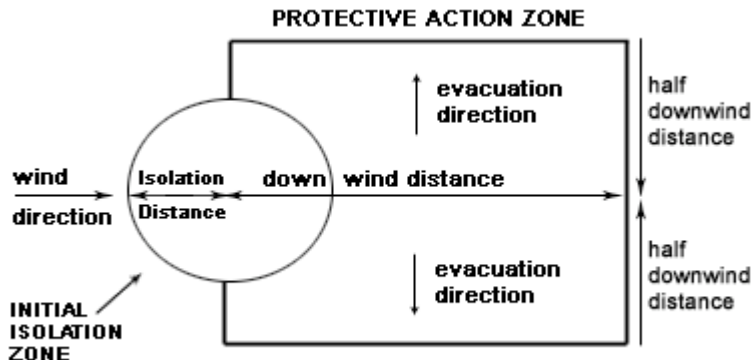 PROTECTIVE ACTION ZONE
evacuation
direction
half
downwind
distance
wind
direction
Isolation
Distance
down wind distance
evacuation
direction
half
downwind
distance
INITIAL
ISOLATION
ZONE